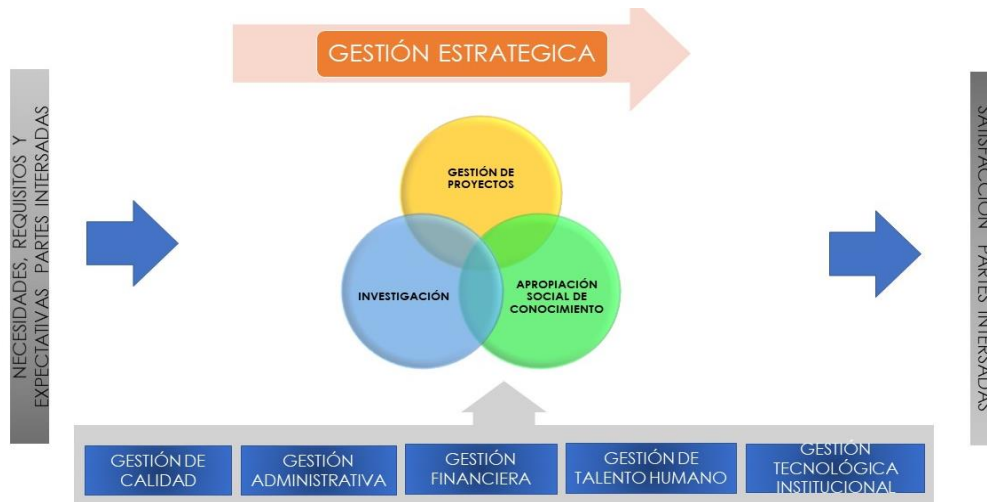 GESTIÓN ESTRATEGICA
NECESIDADES, REQUISITOS Y
EXPECTATIVAS PARTES INTERSADAS
GESTIÓN DE
PROYECTOS
INVESTIGACIÓN
APROPIACIÓN
SOCIAL DE
CONOCIMIENTO
SATISFACCIÓN PARTES INTERSADAS
GESTIÓN DE
CALIDAD
GESTIÓN
ADMINISTRATIVA
GESTIÓN
FINANCIERA
GESTIÓN DE
TALENTO HUMANO
GESTIÓN
TECNOLÓGICA
INSTITUCIONAL